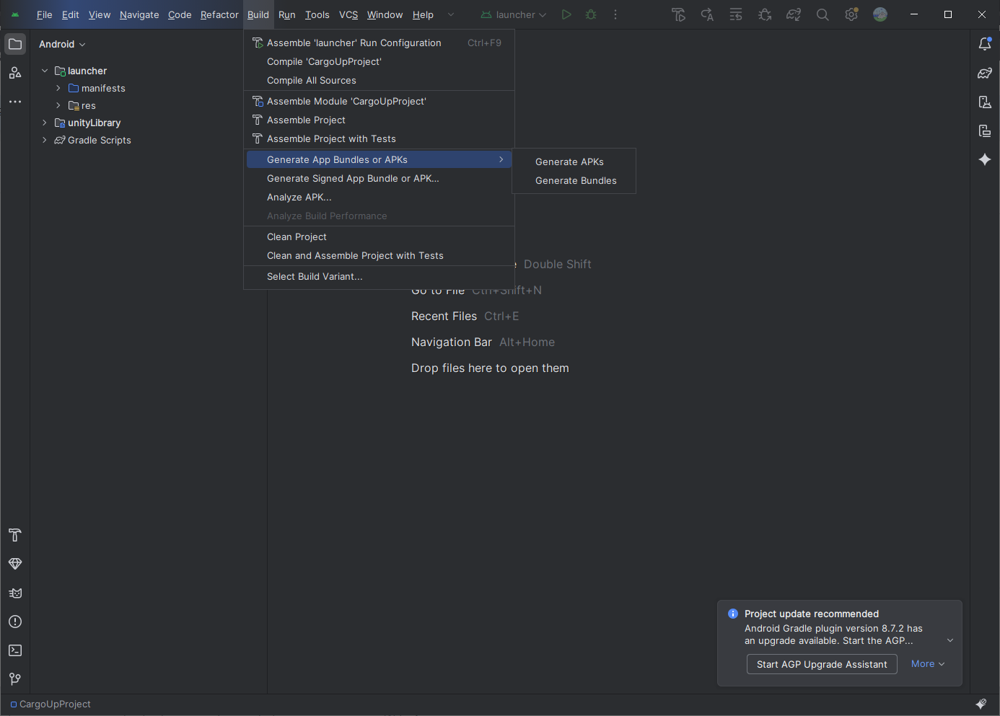 File Edit View Navigate Code Refactor Build Run Tools VCS Window Help launcher
Android
launcher
manifests
res
unityLibrary
Gradle Scripts
Assemble 'launcher' Run Configuration Ctrl+F9
Compile 'CargoUpProject'
Compile All Sources
Assemble Module 'CargoUpProject'
Assemble Project
Assemble Project with Tests
Generate App Bundles or APKs
Generate Signed App Bundle or APK...
Analyze APK...
Analyze Build Performance
Clean Project
Clean and Assemble Project with Tests
Select Build Variant...
Generate APKs
Generate Bundles
Double Shift
Go to File Ctrl+Shift+N
Recent Files Ctrl+E
Navigation Bar Alt+Home
Drop files here to open them
Project update recommended
Android Gradle plugin version 8.7.2 has
an upgrade available. Start the AGP...
Start AGP Upgrade Assistant More
CargoUpProject